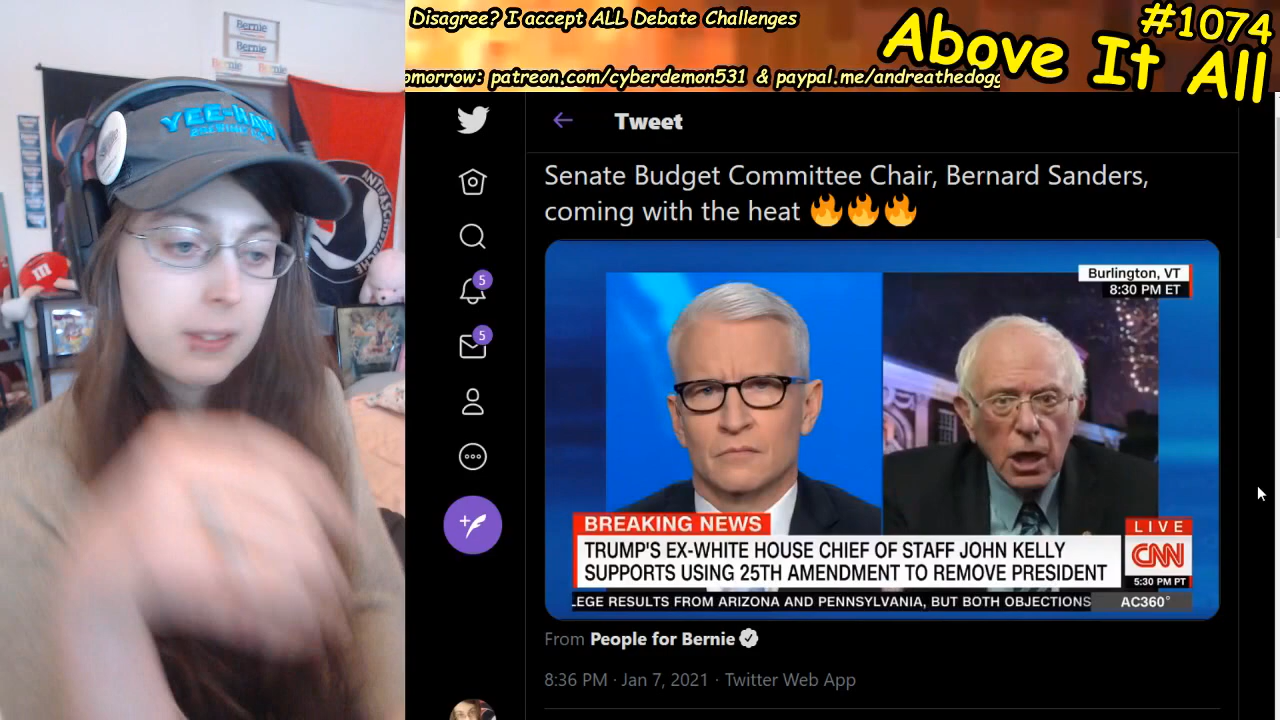 Disagree? I accept ALL Debate Challenges
#1074
Above It All
omorrow: patreon.com/cyberdemon531 & paypal.me/andreathedogg
Bernie
Bernie
Bernie
YEE-HAW
BREWING CO.
m
Tweet
Senate Budget Committee Chair, Bernard Sanders,
coming with the heat 🔥🔥🔥
5
5
Burlington, VT
8:30 PM ET
BREAKING NEWS
TRUMP'S EX-WHITE HOUSE CHIEF OF STAFF JOHN KELLY
SUPPORTS USING 25TH AMENDMENT TO REMOVE PRESIDENT
LIVE
CNN
5:30 PM PT
LEGE RESULTS FROM ARIZONA AND PENNSYLVANIA, BUT BOTH OBJECTIONS
AC360°
From People for Bernie
8:36 PM · Jan 7, 2021 · Twitter Web App